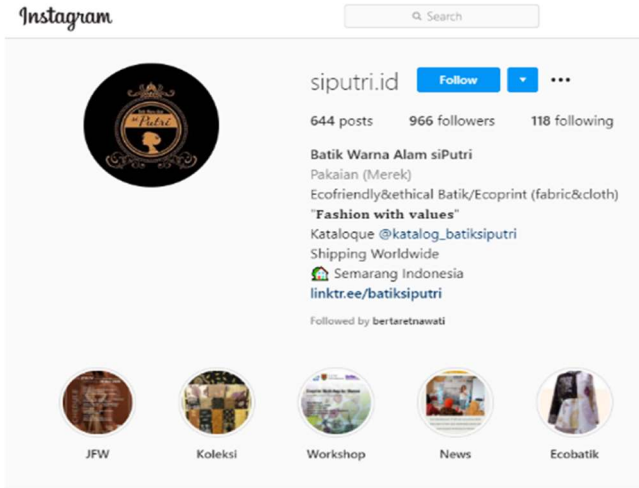 Instagram
Search
si Putri
siputri.id Follow
644 posts 966 followers 118 following
Batik Warna Alam siPutri
Pakaian (Merek)
Ecofriendly&ethical Batik/Ecoprint (fabric&cloth)
"Fashion with values"
Kataloque @katalog_batiksiputri
Shipping Worldwide
Semarang Indonesia
linktr.ee/batiksiputri
Followed by bertaretnawati
JFW Koleksi Workshop News Ecobatik